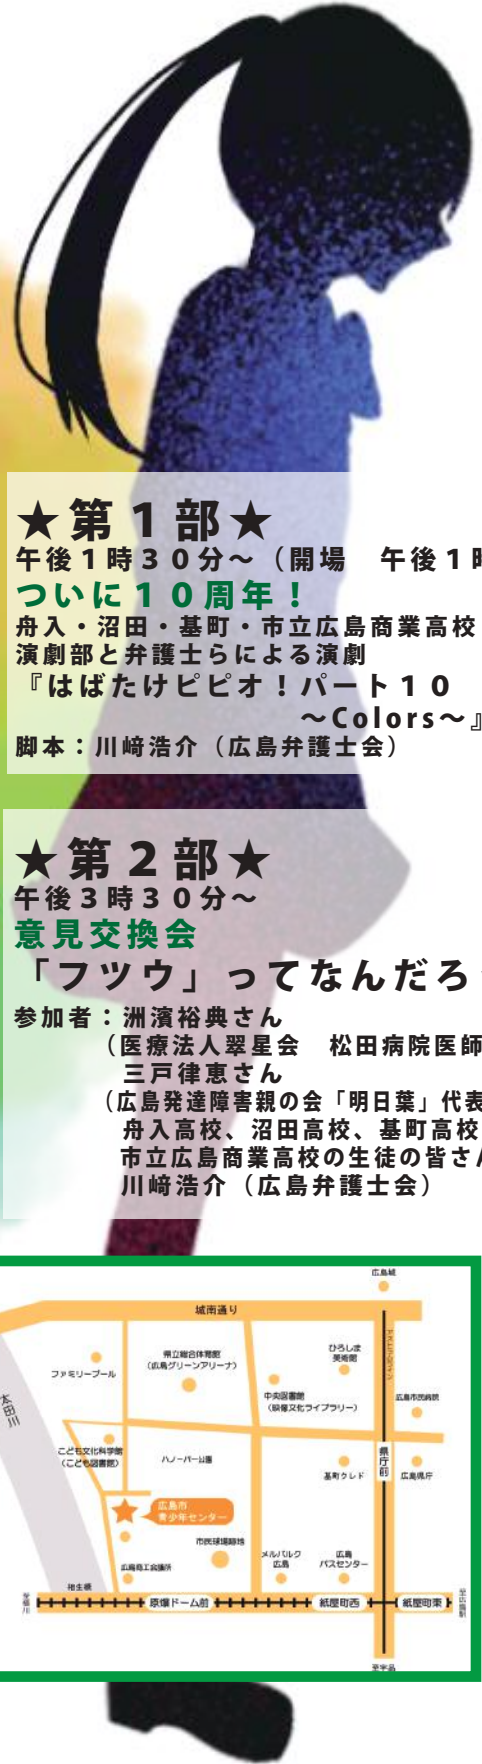 ★第１部★
午後１時３０分～（開場　午後１時
ついに１０周年！
舟入・沼田・基町・市立広島商業高校
演劇部と弁護士らによる演劇
『はばたけピピオ！パート１０
～Colors～』
脚本：川﨑浩介（広島弁護士会）
★第２部★
午後３時３０分～
意見交換会
「フツウ」ってなんだろ
参加者：洲濱裕典さん
（医療法人翠星会　松田病院医師
三戸律恵さん
（広島発達障害親の会「明日葉」代表
舟入高校、沼田高校、基町高校
市立広島商業高校の生徒の皆さん
川﨑浩介（広島弁護士会）
広島城
城南通り
県立総合体育館
（広島グリーンアリーナ）
ひろしま
美術館
ファミリープール
中央図書館
（映像文化ライブラリー）
広島市民病院
太田川
こども文化科学館
（こども図書館）
ハノーバー公園
県庁前
基町クレド
広島県庁
広島市
青少年センター
市民球場跡地
広島商工会議所
メルパルク
広島
広島
バスセンター
相生橋
至横川
原爆ドーム前
紙屋町西
紙屋町東
至広島駅
至宇品